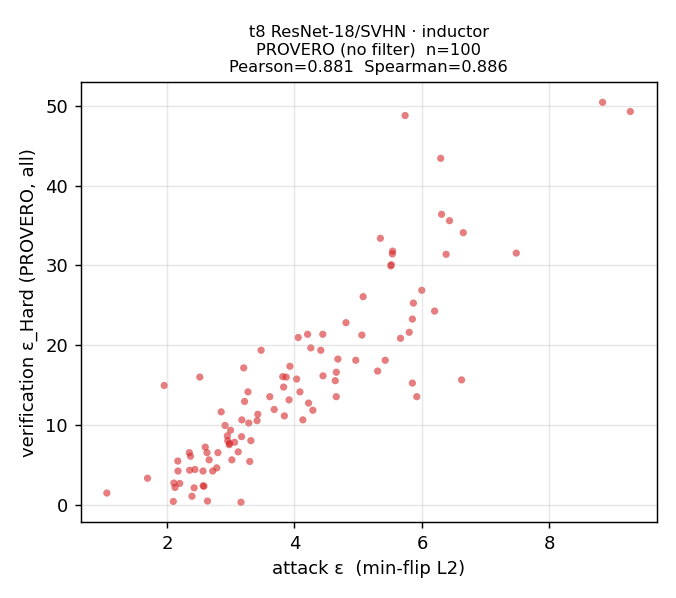 t8 ResNet-18/SVHN · inductor
PROVERO (no filter)  n=100
Pearson=0.881  Spearman=0.886
verification ε_Hard (PROVERO, all)
50
40
30
20
10
0
2
4
6
8
attack ε  (min-flip L2)